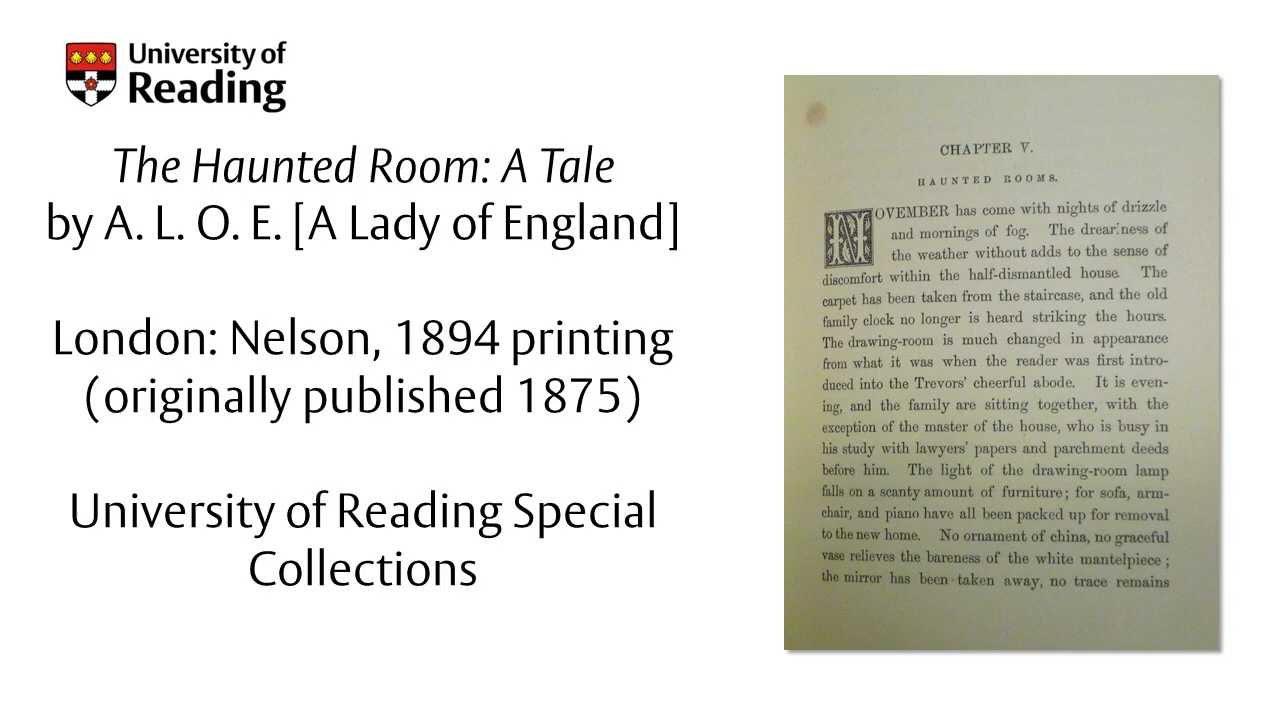 University of
Reading
The Haunted Room: A Tale
by A. L. O. E. [A Lady of England]
London: Nelson, 1894 printing
(originally published 1875)
University of Reading Special
Collections
CHAPTER V.
HAUNTED ROOMS.
NOVEMBER has come with nights of drizzle
and mornings of fog. The dreariness of
the weather without adds to the sense of
discomfort within the half-dismantled house. The
carpet has been taken from the staircase, and the old
family clock no longer is heard striking the hours.
The drawing-room is much changed in appearance
from what it was when the reader was first intro-
duced into the Trevors' cheerful abode. It is even-
ing, and the family are sitting together, with the
exception of the master of the house, who is busy in
his study with lawyers' papers and parchment deeds
before him. The light of the drawing-room lamp
falls on a scanty amount of furniture; for sofa, arm-
chair, and piano have all been packed up for removal
to the new home. No ornament of china, no graceful
vase relieves the bareness of the white mantelpiece;
the mirror has been taken away, no trace remains